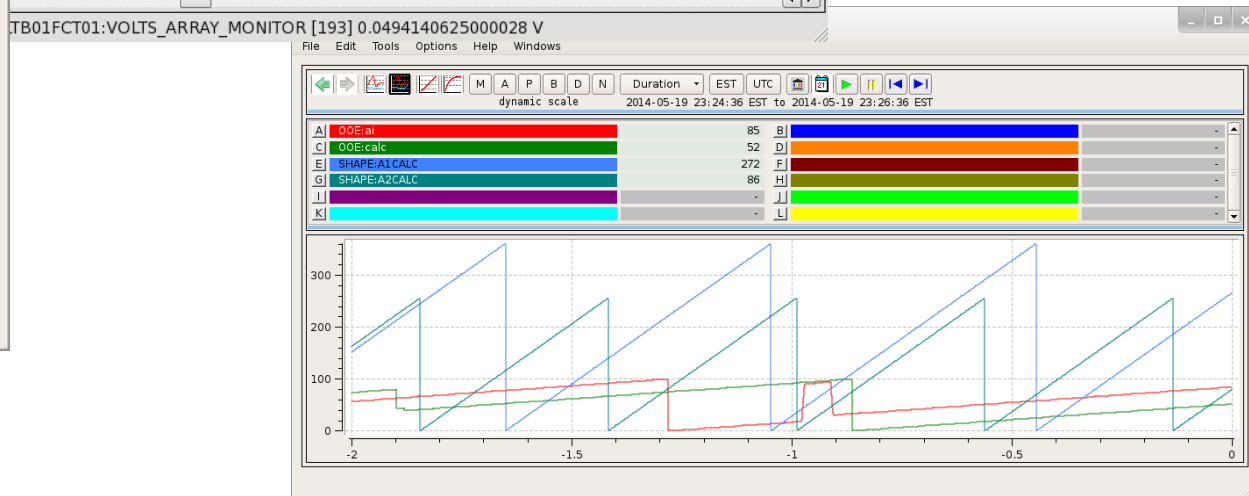 LTB01FCT01:VOLTS_ARRAY_MONITOR [193] 0.0494140625000028 V
File Edit Tools Options Help Windows
M A P B D N Duration EST UTC 21
dynamic scale 2014-05-19 23:24:36 EST to 2014-05-19 23:26:36 EST
A OOE:ai 85 B -
C OOE:calc 52 D -
E SHAPE:A1CALC 272 F -
G SHAPE:A2CALC 86 H -
I - J -
K - L -
300
200
100
0
-2 -1.5 -1 -0.5 0